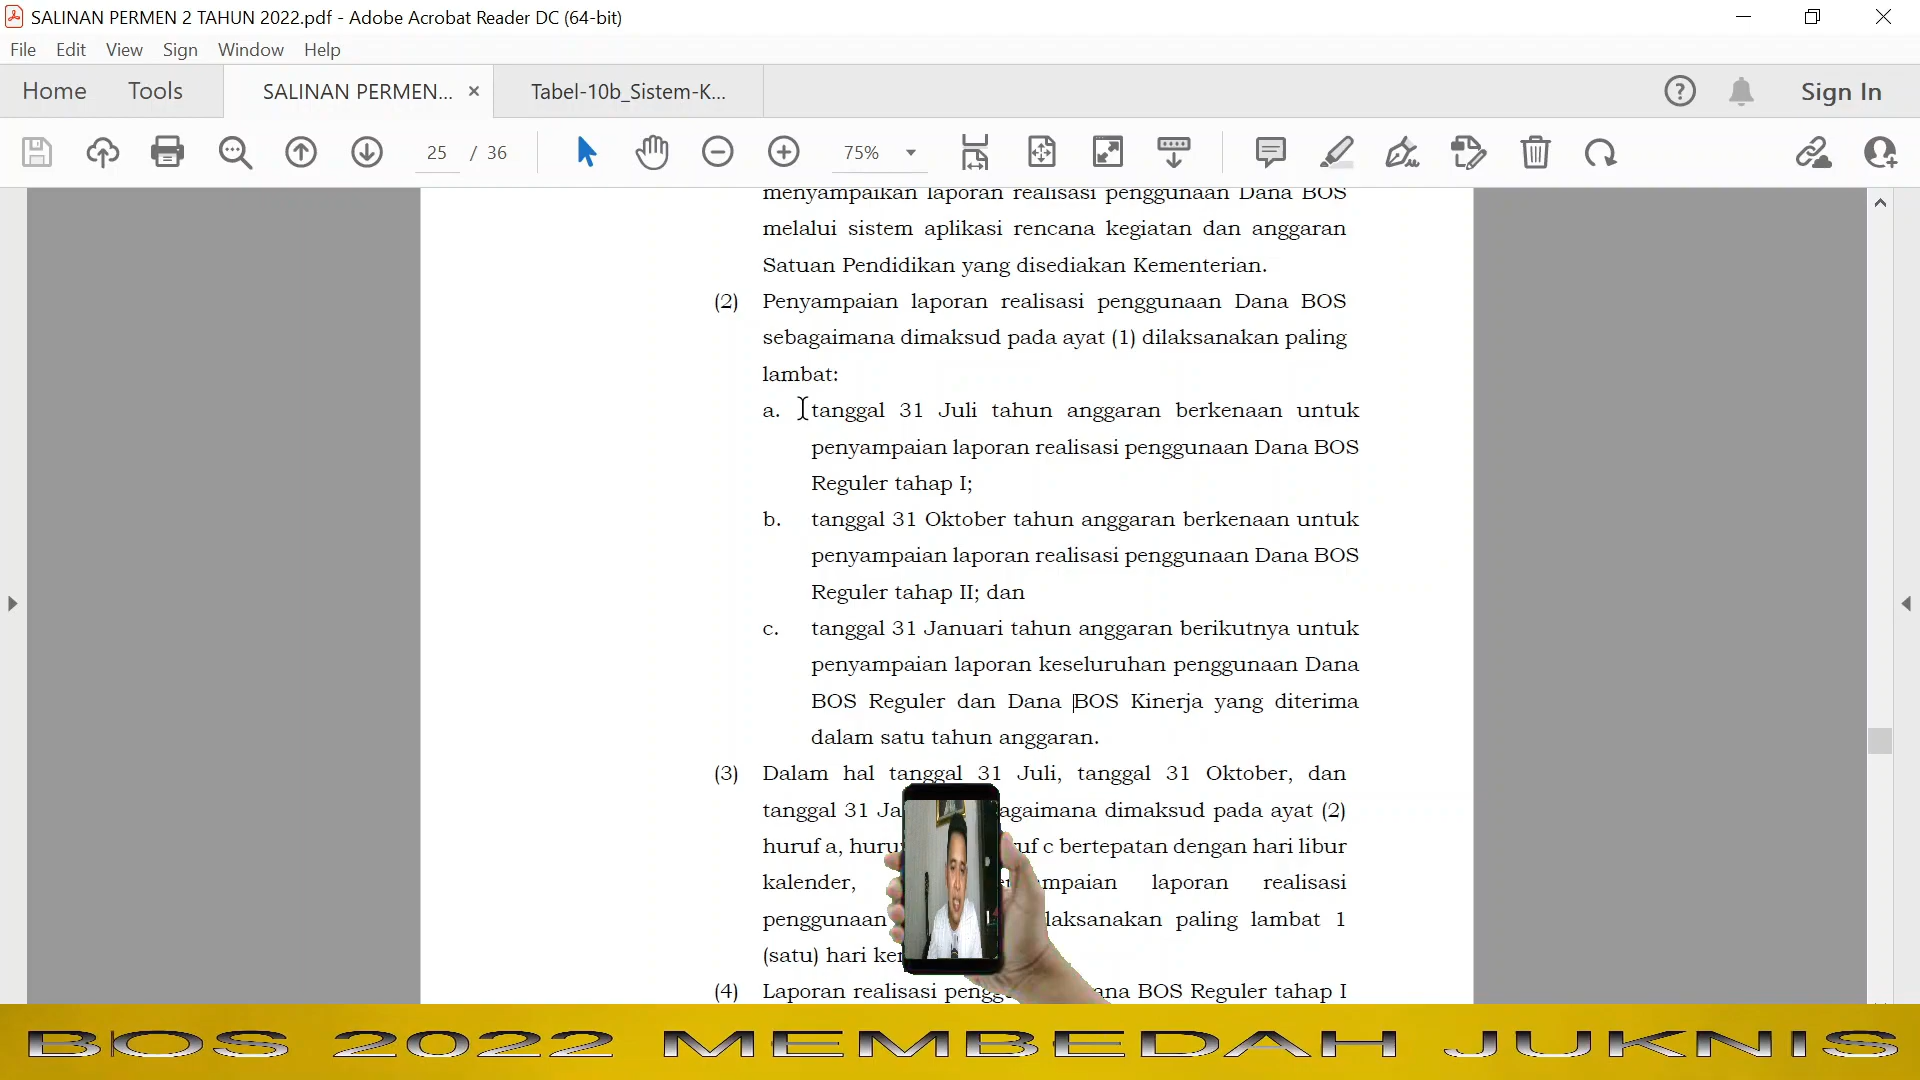 SALINAN PERMEN 2 TAHUN 2022.pdf - Adobe Acrobat Reader DC (64-bit)
File Edit View Sign Window Help
Home Tools SALINAN PERMEN... × Tabel-10b_Sistem-K... Sign In
25 / 36 75%
menyampaikan laporan realisasi penggunaan Dana BOS
melalui sistem aplikasi rencana kegiatan dan anggaran
Satuan Pendidikan yang disediakan Kementerian.
(2) Penyampaian laporan realisasi penggunaan Dana BOS
sebagaimana dimaksud pada ayat (1) dilaksanakan paling
lambat:
a. tanggal 31 Juli tahun anggaran berkenaan untuk
penyampaian laporan realisasi penggunaan Dana BOS
Reguler tahap I;
b. tanggal 31 Oktober tahun anggaran berkenaan untuk
penyampaian laporan realisasi penggunaan Dana BOS
Reguler tahap II; dan
c. tanggal 31 Januari tahun anggaran berikutnya untuk
penyampaian laporan keseluruhan penggunaan Dana
BOS Reguler dan Dana BOS Kinerja yang diterima
dalam satu tahun anggaran.
(3) Dalam hal tanggal 31 Juli, tanggal 31 Oktober, dan
tanggal 31 dimaksud pada ayat (2)
huruf a, c bertepatan dengan hari libur
kalender, laporan realisasi
penggunaan paling lambat 1
(satu) hari
(4) Laporan realisasi BOS Reguler tahap I
BOS 2022 MEMBEDAH JUKNIS